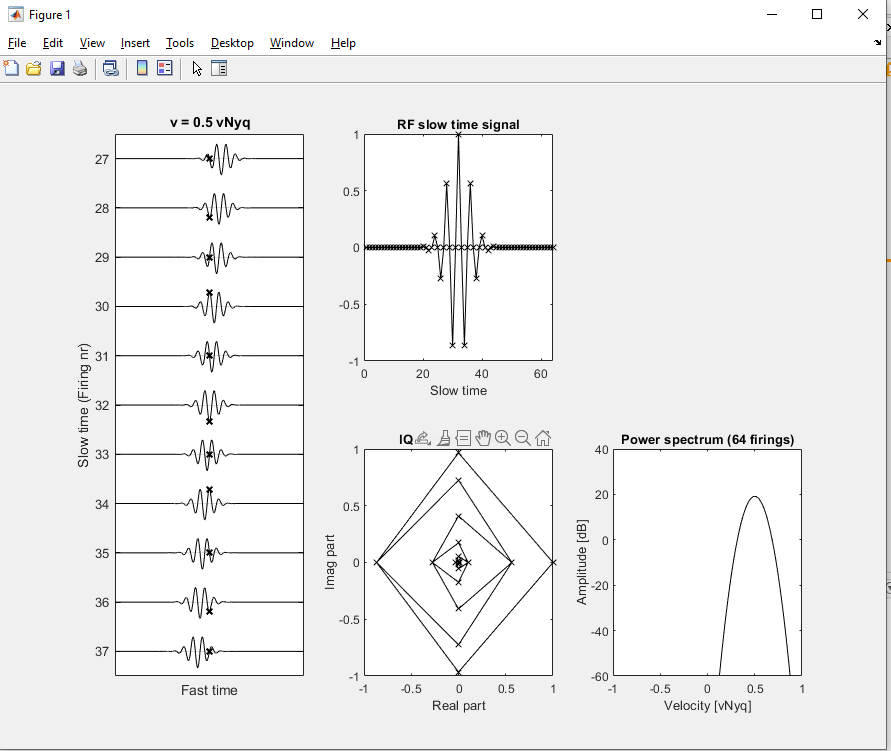 Figure 1
File Edit View Insert Tools Desktop Window Help
v = 0.5 vNyq
27
28
29
30
31
32
33
34
35
36
37
Slow time (Firing nr)
Fast time
RF slow time signal
1
0.5
0
-0.5
-1
0 20 40 60
Slow time
IQ
1
0.5
0
-0.5
-1
Imag part
-1 -0.5 0 0.5 1
Real part
Power spectrum (64 firings)
40
20
0
-20
-40
-60
Amplitude [dB]
-1 -0.5 0 0.5 1
Velocity [vNyq]